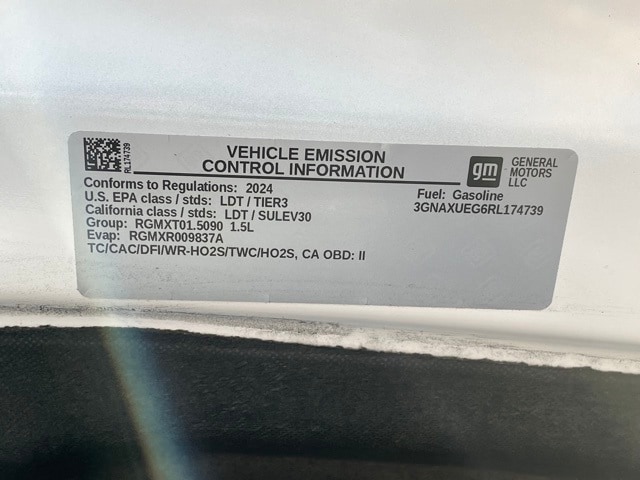 RL174739
VEHICLE EMISSION
CONTROL INFORMATION
gm
GENERAL
MOTORS
LLC
Conforms to Regulations: 2024
U.S. EPA class / stds: LDT / TIER3
California class / stds: LDT / SULEV30
Group: RGMXT01.5090 1.5L
Evap: RGMXR009837A
TC/CAC/DFI/WR-HO2S/TWC/HO2S, CA OBD: II
Fuel: Gasoline
3GNAXUEG6RL174739